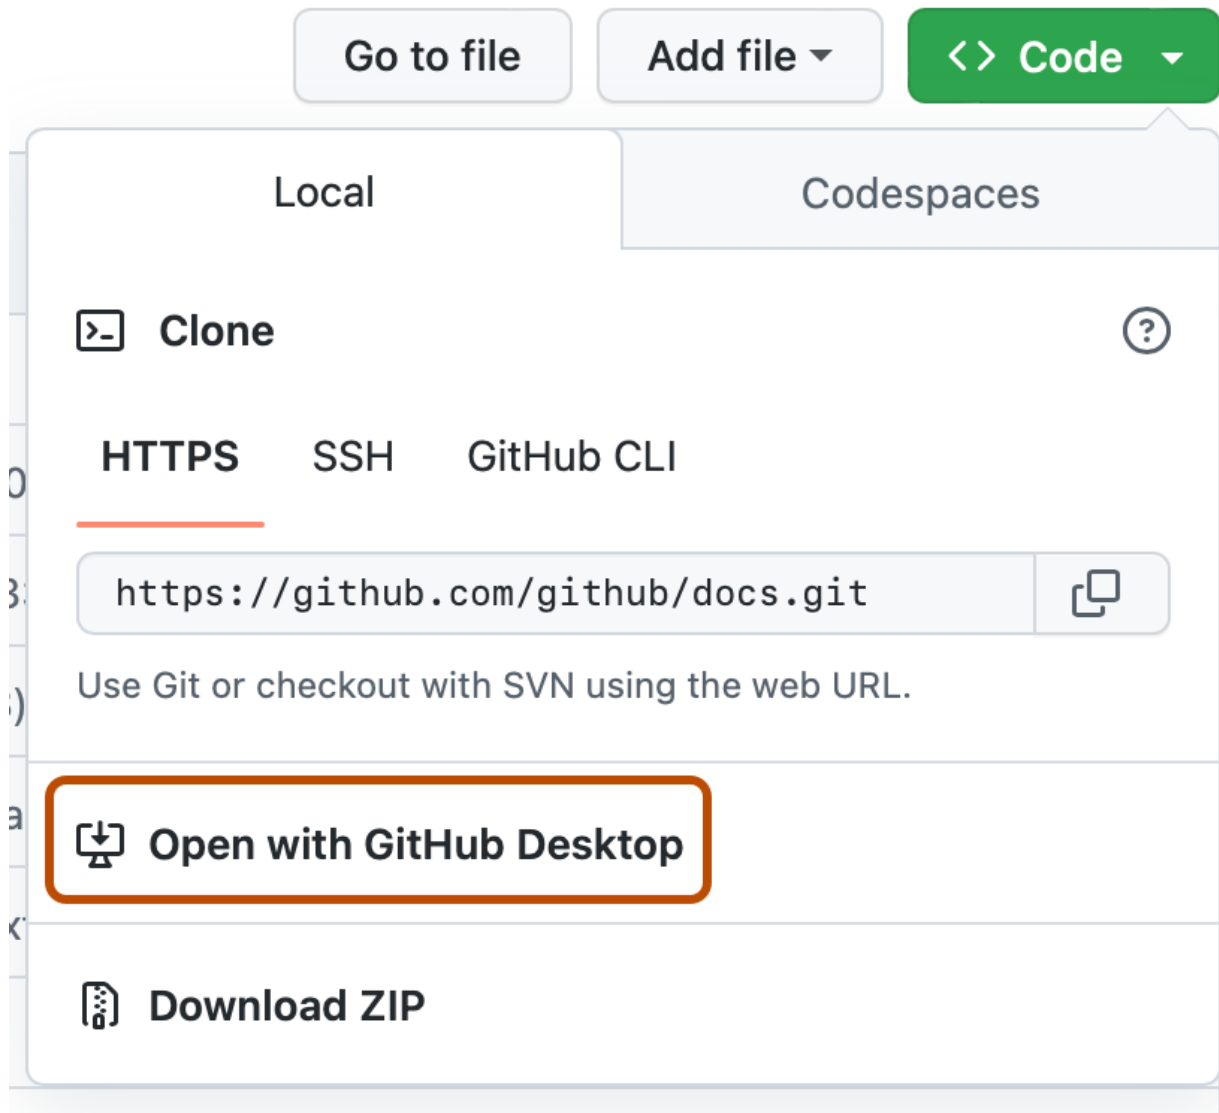 Go to file Add file Code
Local Codespaces
Clone
HTTPS SSH GitHub CLI
https://github.com/github/docs.git
Use Git or checkout with SVN using the web URL.
Open with GitHub Desktop
Download ZIP